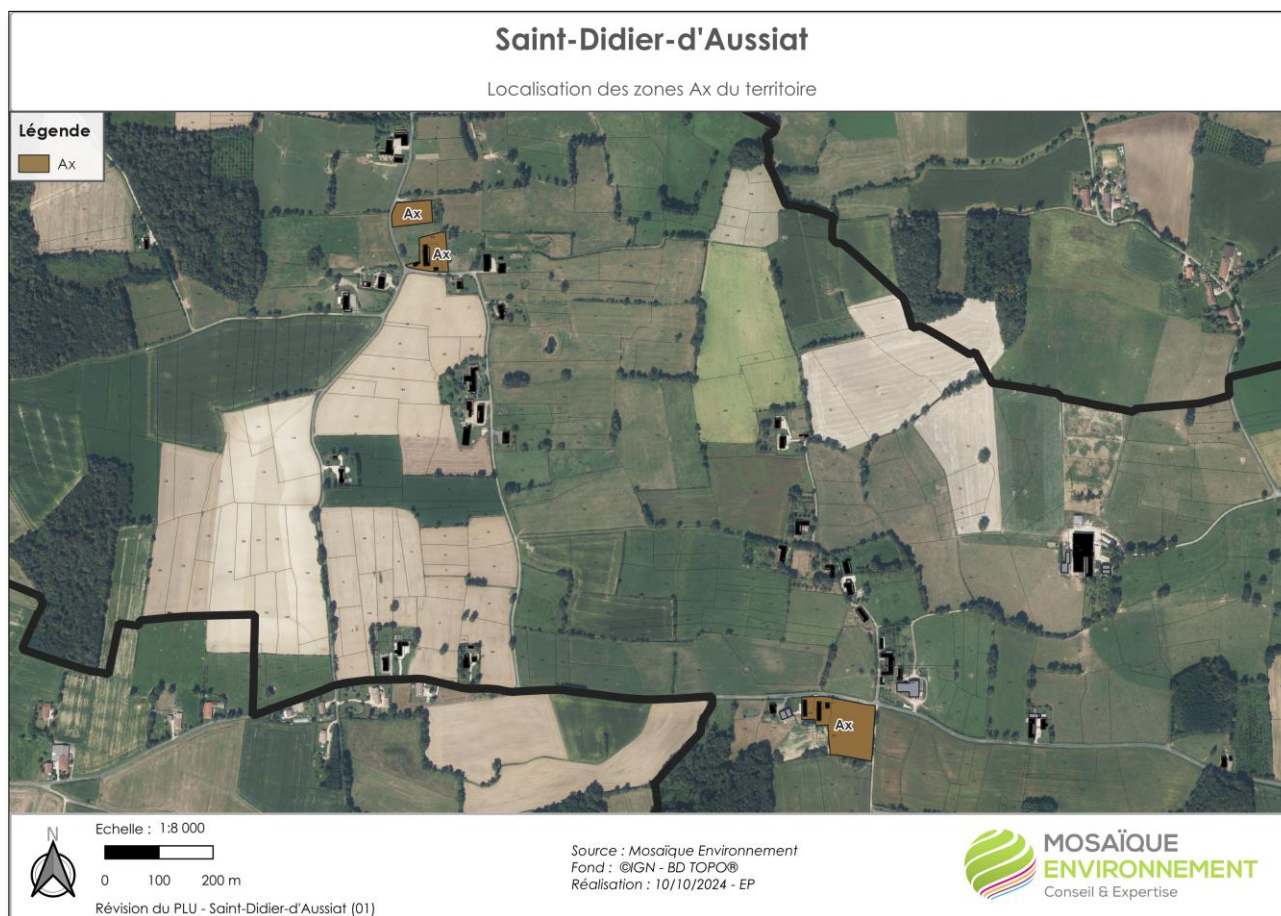 Saint-Didier-d'Aussiat
Localisation des zones Ax du territoire
Légende
Ax
Ax
Ax
Ax
N
Echelle : 1:8 000
0 100 200 m
Révision du PLU - Saint-Didier-d'Aussiat (01)
Source : Mosaïque Environnement
Fond : ©IGN - BD TOPO®
Réalisation : 10/10/2024 - EP
MOSAÏQUE
ENVIRONNEMENT
Conseil & Expertise